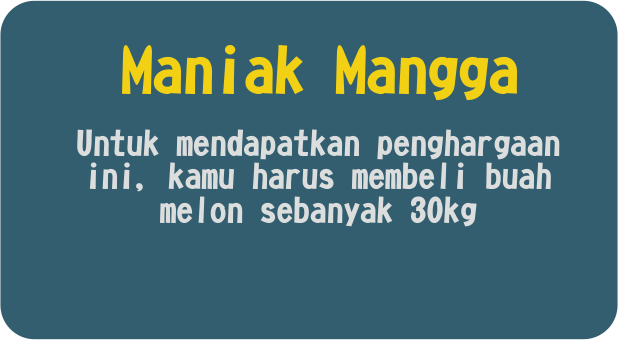 Maniak Mangga
Untuk mendapatkan penghargaan
ini, kamu harus membeli buah
melon sebanyak 30kg